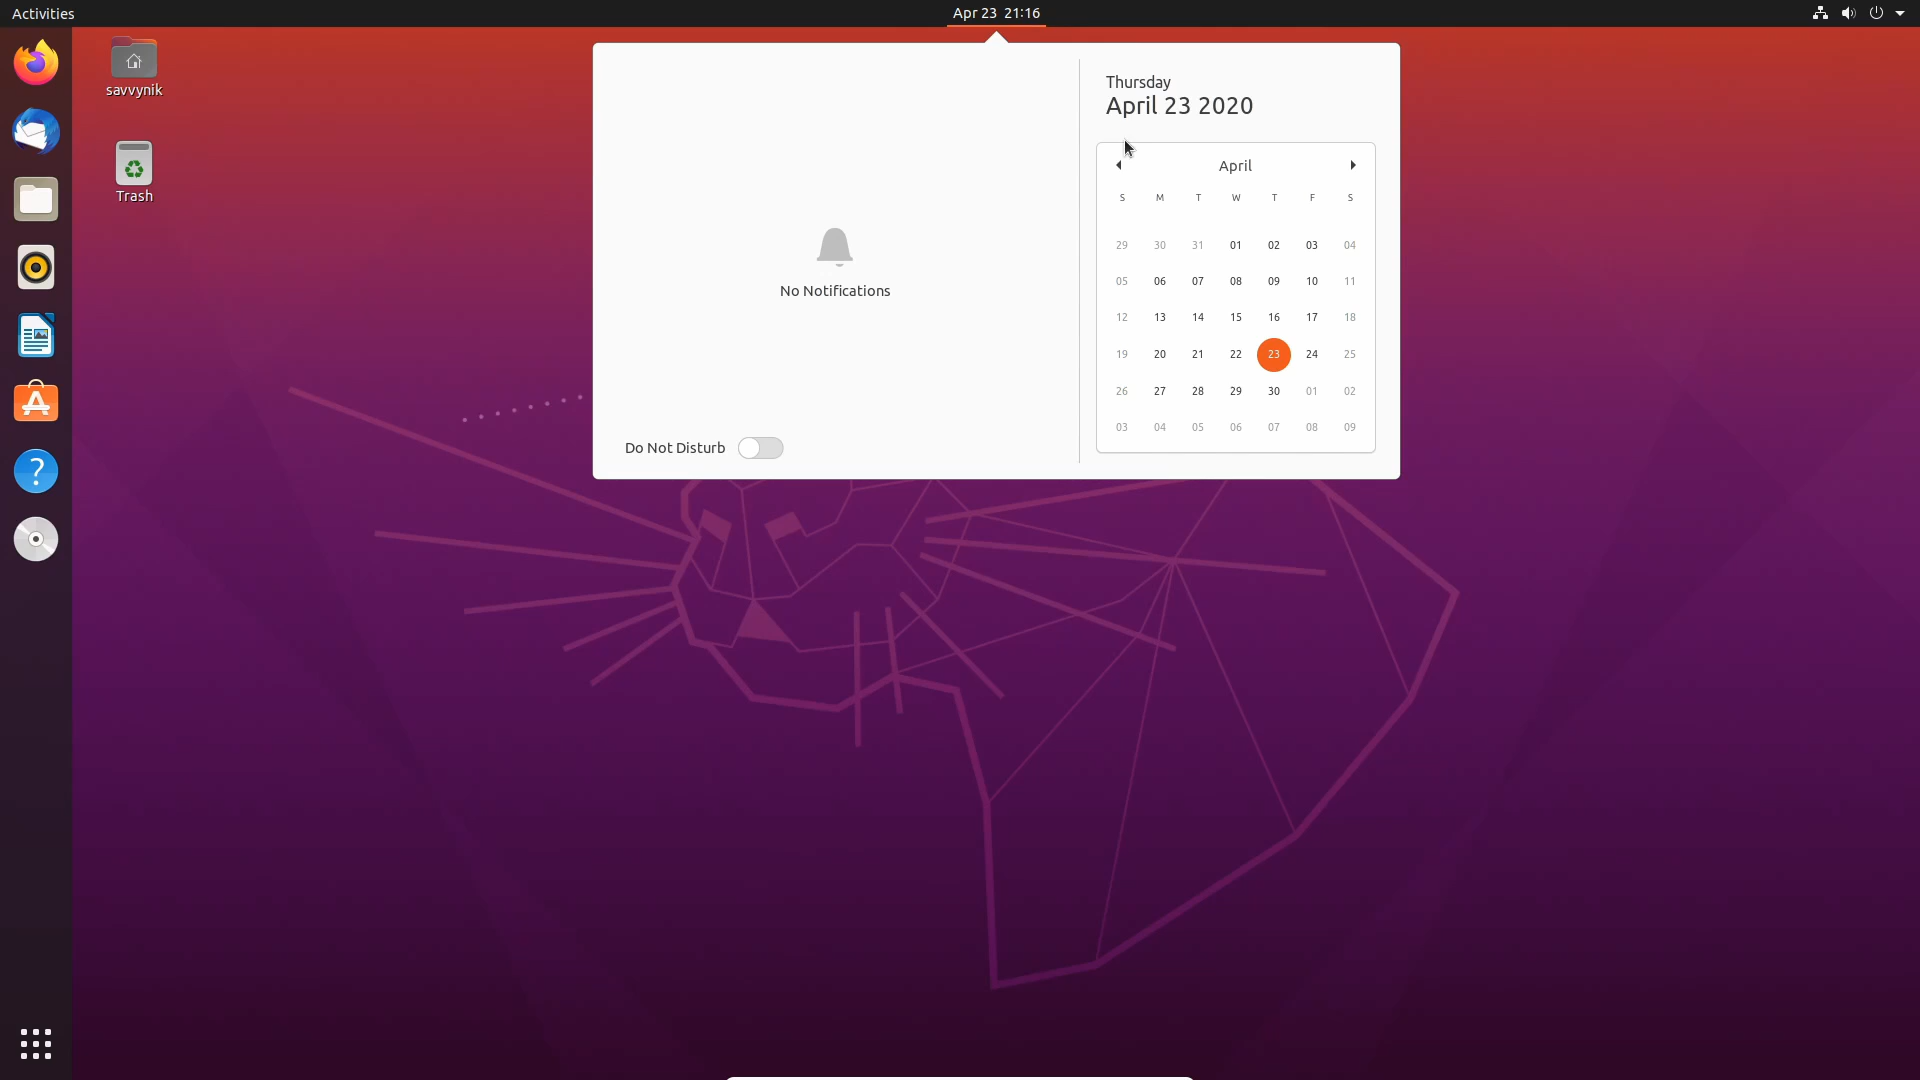 Activities
Apr 23 21:16
savvynik
Trash
No Notifications
Do Not Disturb
Thursday
April 23 2020
April
S M T W T F S
29 30 31 01 02 03 04
05 06 07 08 09 10 11
12 13 14 15 16 17 18
19 20 21 22 23 24 25
26 27 28 29 30 01 02
03 04 05 06 07 08 09
?